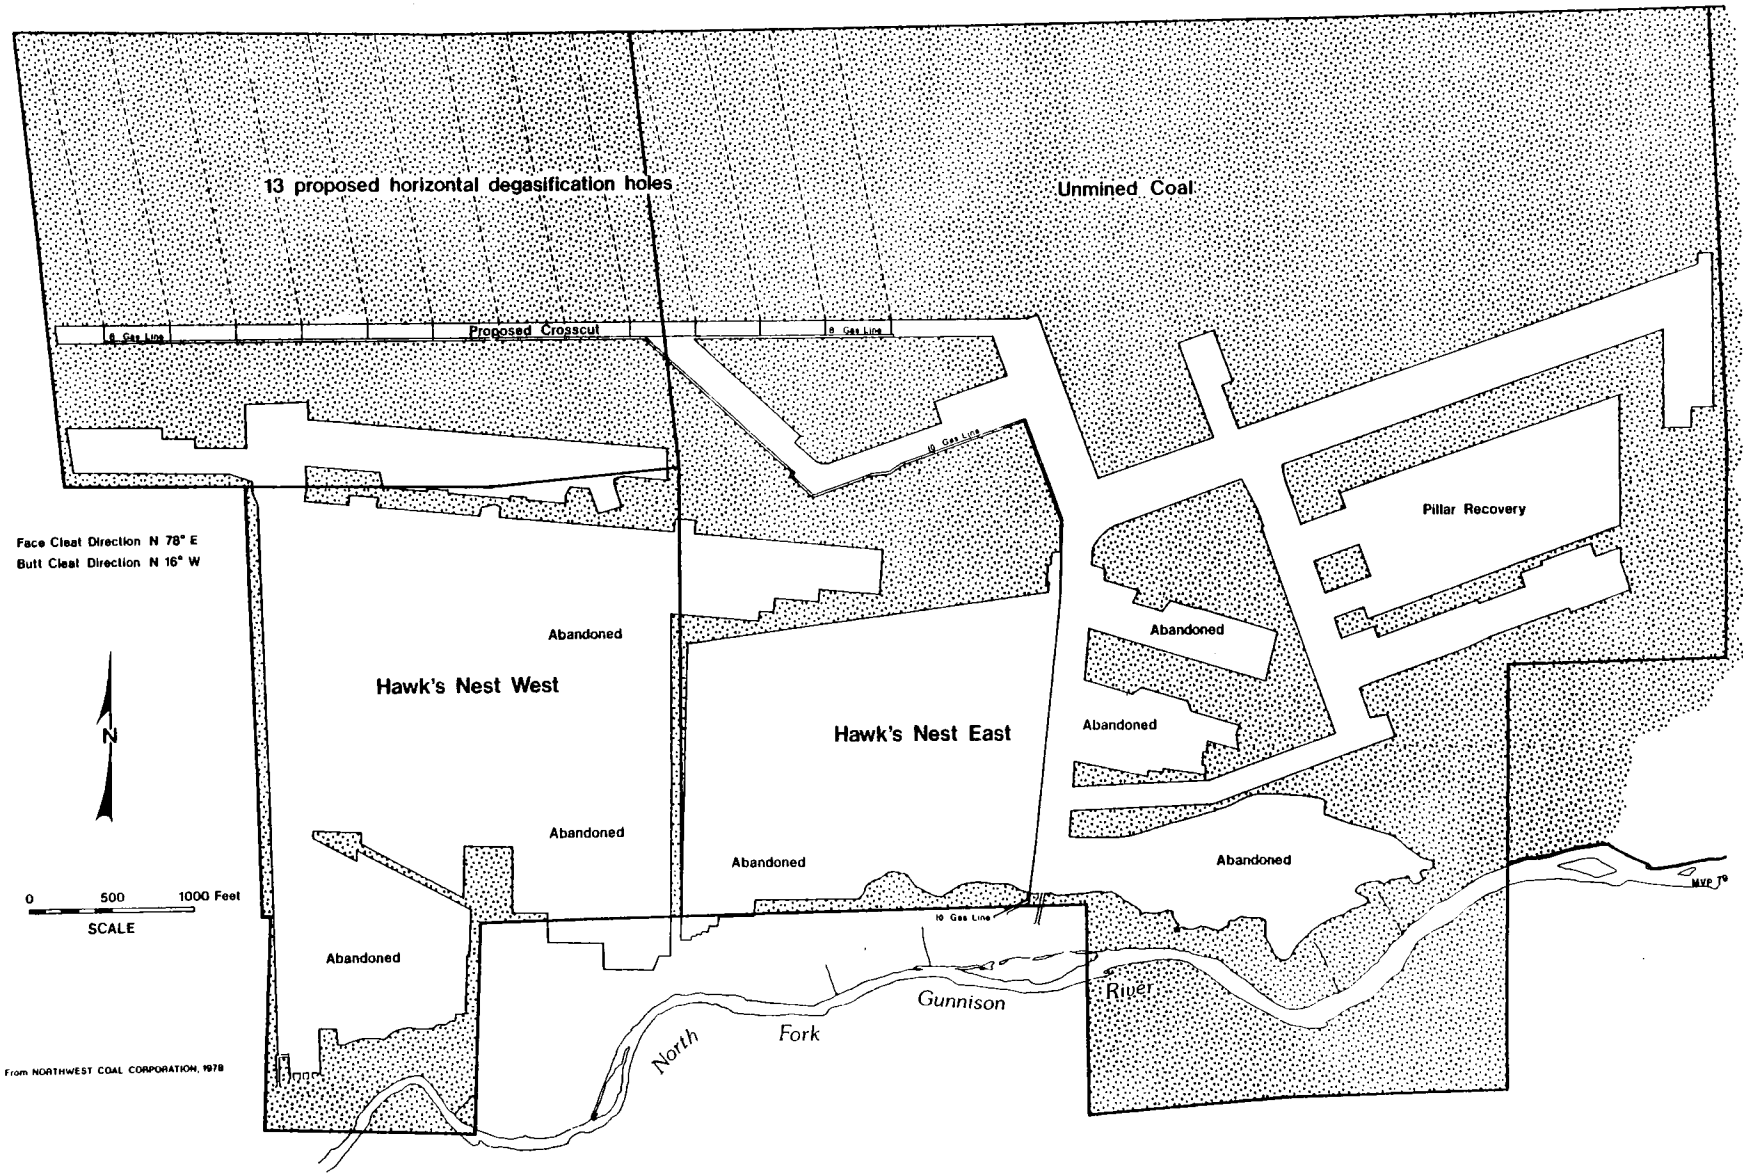 13 proposed horizontal degasification holes
Unmined Coal
Proposed Crosscut
8 Gas Line
8 Gas Line
10 Gas Line
Pillar Recovery
Face Cleat Direction N 78° E
Butt Cleat Direction N 16° W
Abandoned
Abandoned
Hawk's Nest West
Abandoned
Hawk's Nest East
N
Abandoned
Abandoned
Abandoned
0 500 1000 Feet
SCALE
10 Gas Line
Abandoned
North Fork Gunnison River
From NORTHWEST COAL CORPORATION, 1978